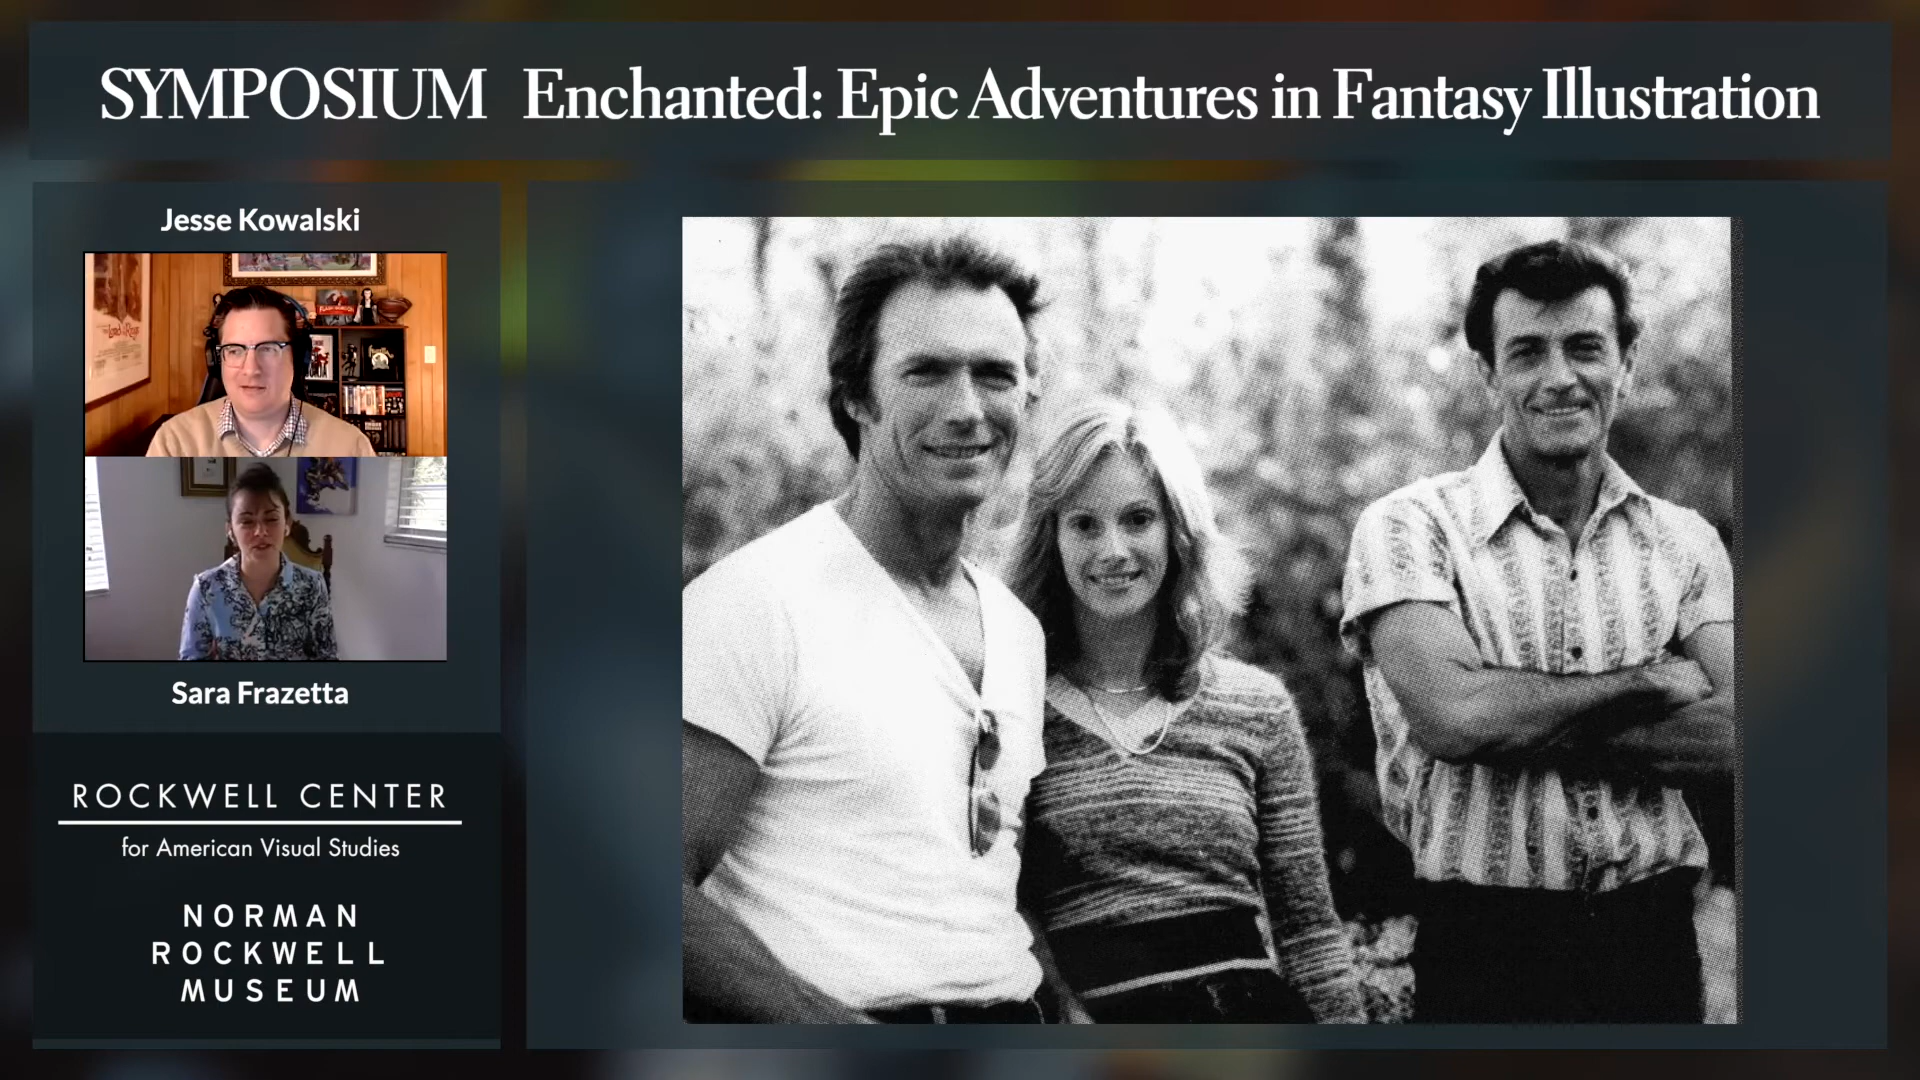 SYMPOSIUM Enchanted: Epic Adventures in Fantasy Illustration
Jesse Kowalski
Sara Frazetta
ROCKWELL CENTER
for American Visual Studies
NORMAN
ROCKWELL
MUSEUM